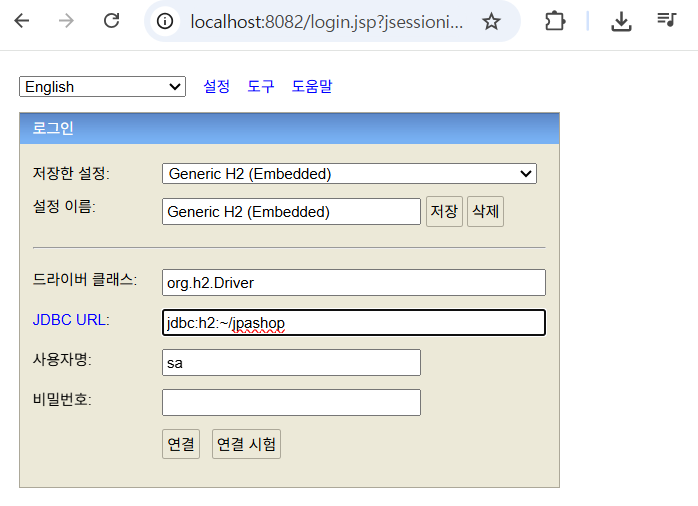 localhost:8082/login.jsp?jsessioni...
English 설정 도구 도움말
로그인
저장한 설정: Generic H2 (Embedded)
설정 이름: Generic H2 (Embedded) 저장 삭제
드라이버 클래스: org.h2.Driver
JDBC URL: jdbc:h2:~/jpashop
사용자명: sa
비밀번호:
연결 연결 시험